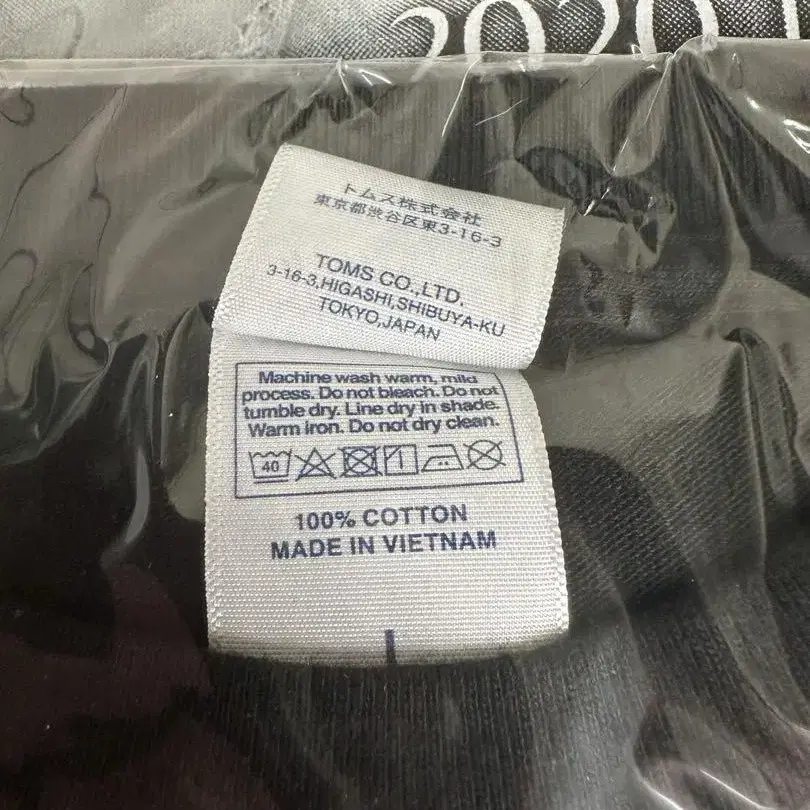 2020
トムス株式会社
東京都渋谷区東3-16-3
TOMS CO.,LTD.
3-16-3,HIGASHI,SHIBUYA-KU
TOKYO,JAPAN
Machine wash warm, mild
process. Do not bleach. Do not
tumble dry. Line dry in shade.
Warm iron. Do not dry clean.
40
100% COTTON
MADE IN VIETNAM